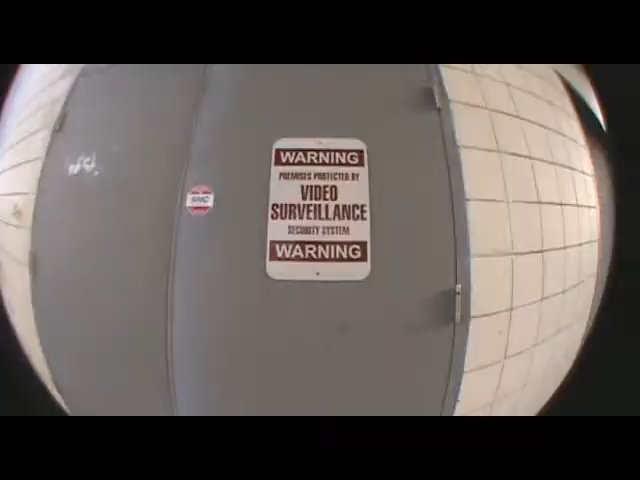 WARNING
PREMISES PROTECTED BY
VIDEO
SURVEILLANCE
SECURITY SYSTEM
WARNING